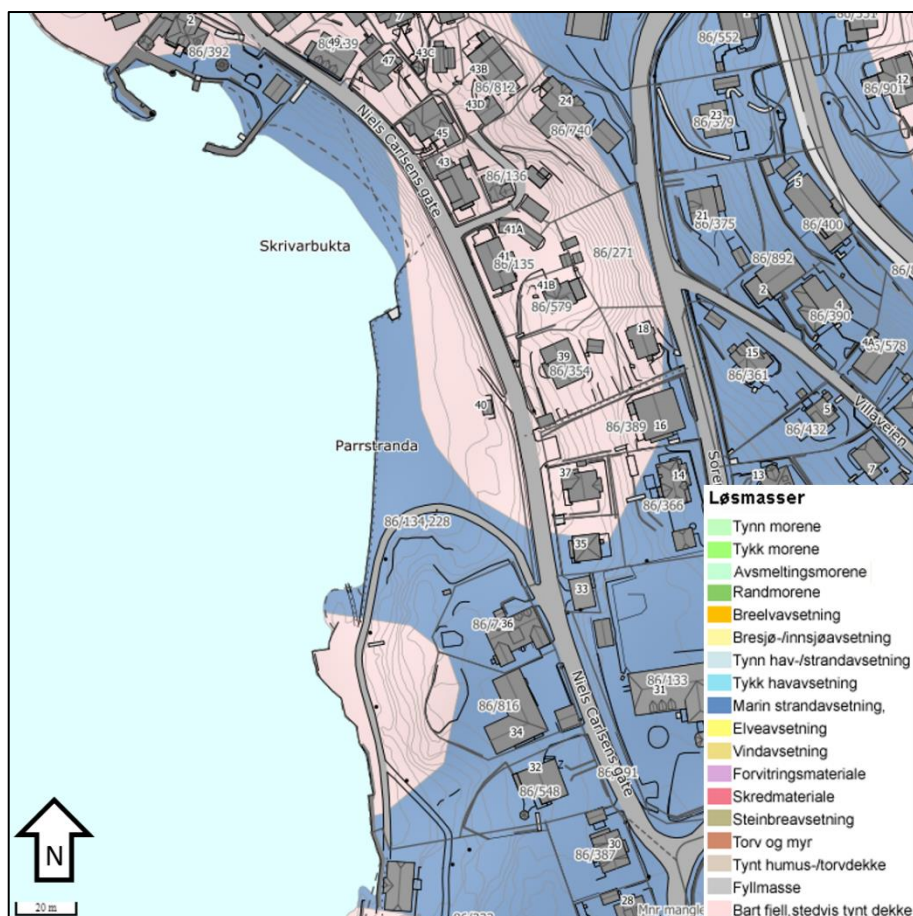 2
86/392
49
86/139
47
43C
7
43B
86/812
43D
45
24
86/740
43
86/136
Niels Carlsens gate
86/552
23
86/379
12
86/901
5
21
86/375
86/400
86/892
2
4
86/390
4A
86/578
Skrivarbukta
41A
41
86/135
86/271
41B
86/579
18
39
86/354
15
86/361
5
86/432
Villaveien
40
86/389
16
Parrstranda
37
14
86/366
13
7
35
86/134,228
33
36
86/133
31
86/816
34
Niels Carlsens gate
32
86/548
30
86/387
28
Løsmasser
Tynn morene
Tykk morene
Avsmeltingsmorene
Randmorene
Breelvavsetning
Bresjø-/innsjøavsetning
Tynn hav-/strandavsetning
Tykk havavsetning
Marin strandavsetning,
Elveavsetning
Vindavsetning
Forvitringsmateriale
Skredmateriale
Steinbreavsetning
Torv og myr
Tynt humus-/torvdekke
Fyllmasse
Bart fjell,stedvis tynt dekke
N
20 m